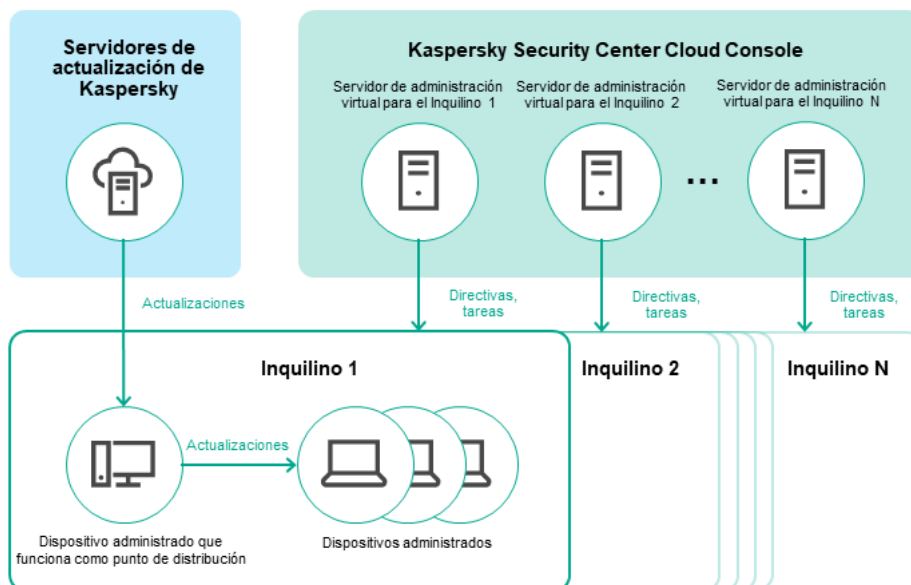 Servidores de
actualización de
Kaspersky
Kaspersky Security Center Cloud Console
Servidor de administración
virtual para el Inquilino 1
Servidor de administración
virtual para el Inquilino 2
Servidor de administración
virtual para el Inquilino N
...
Actualizaciones
Directivas,
tareas
Directivas,
tareas
Directivas,
tareas
Inquilino 1
Inquilino 2
Inquilino N
Actualizaciones
Dispositivo administrado que
funciona como punto de distribución
Dispositivos administrados